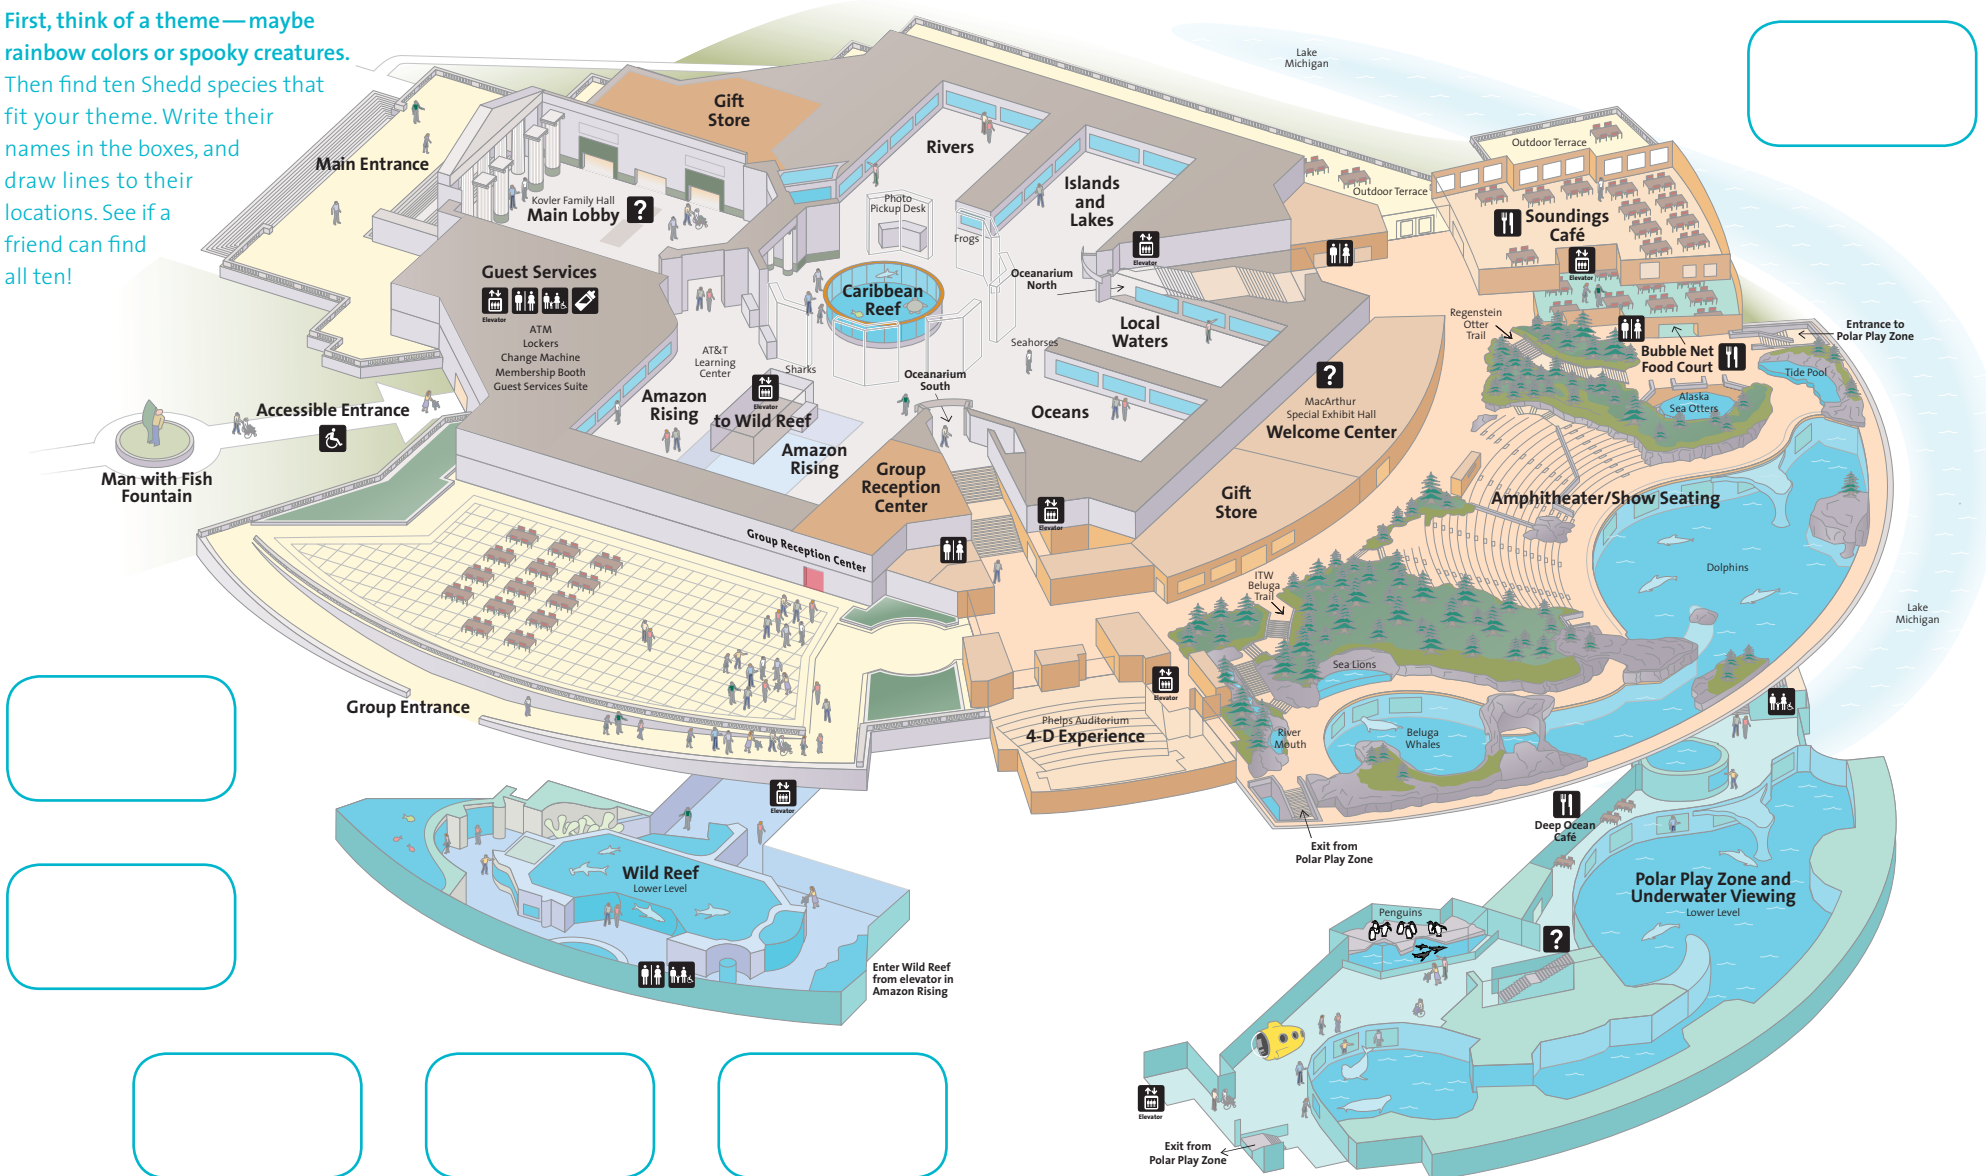 First, think of a theme — maybe
rainbow colors or spooky creatures.
Then find ten Shedd species that
fit your theme. Write their
names in the boxes, and
draw lines to their
locations. See if a
friend can find
all ten!
Lake
Michigan
Gift
Store
Main Entrance
Rivers
Outdoor Terrace
Islands
and
Lakes
Outdoor Terrace
Kovler Family Hall
Main Lobby
?
Photo
Pickup Desk
Frogs
Soundings
Café
Elevator
Elevator
Guest Services
Elevator
ATM
Lockers
Change Machine
Membership Booth
Guest Services Suite
Caribbean
Reef
Oceanarium
North
Local
Waters
Regenstein
Otter
Trail
Entrance to
Polar Play Zone
Bubble Net
Food Court
Tide Pool
AT&T
Learning
Center
Seahorses
Sharks
Oceanarium
South
?
MacArthur
Special Exhibit Hall
Welcome Center
Alaska
Sea Otters
Amazon
Rising
Elevator
to Wild Reef
Oceans
Accessible Entrance
Man with Fish
Fountain
Amazon
Rising
Group
Reception
Center
Gift
Store
Amphitheater/Show Seating
Elevator
Group Reception Center
Dolphins
ITW
Beluga
Trail
Lake
Michigan
Sea Lions
Elevator
Group Entrance
Phelps Auditorium
4-D Experience
River
Mouth
Beluga
Whales
Elevator
Deep Ocean
Café
Exit from
Polar Play Zone
Wild Reef
Lower Level
Polar Play Zone and
Underwater Viewing
Lower Level
Penguins
?
Enter Wild Reef
from elevator in
Amazon Rising
Elevator
Exit from
Polar Play Zone